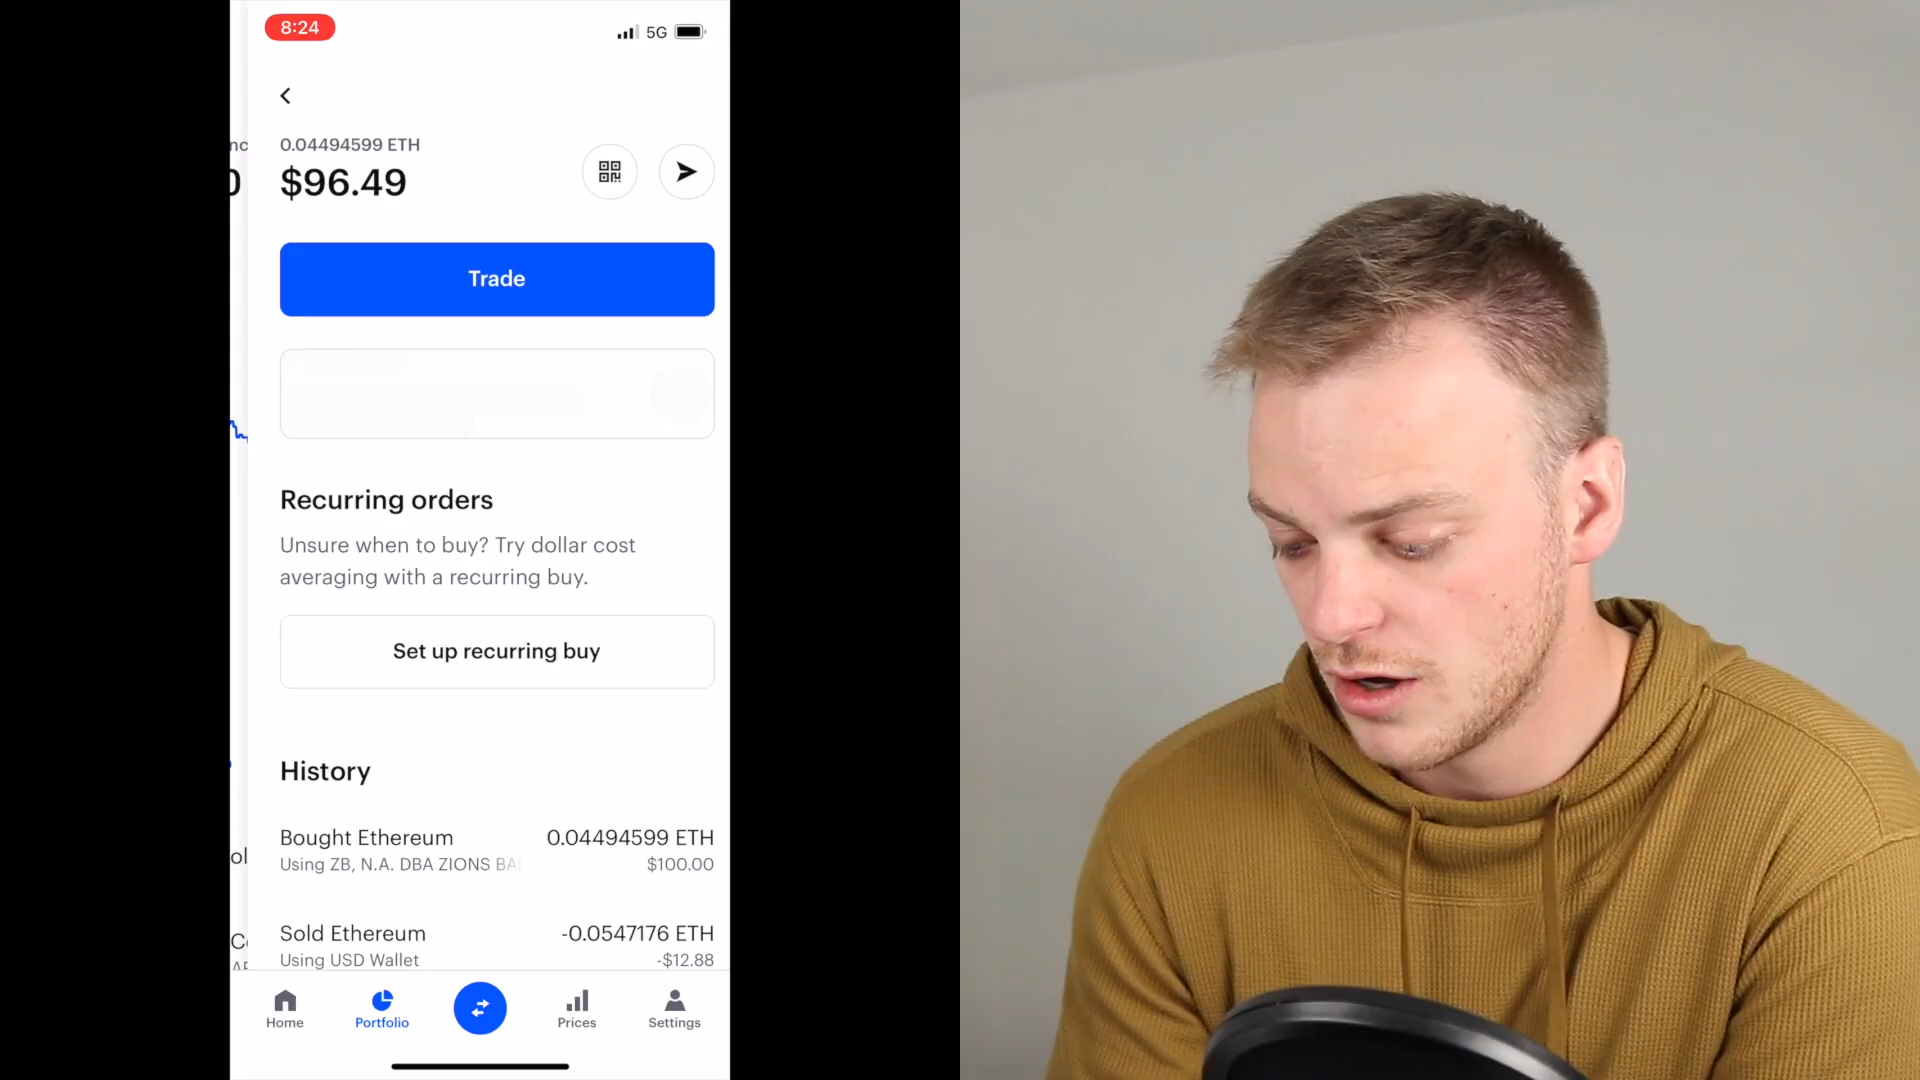 8:24
5G
0.04494599 ETH
$96.49
Trade
Recurring orders
Unsure when to buy? Try dollar cost
averaging with a recurring buy.
Set up recurring buy
History
Bought Ethereum 0.04494599 ETH
Using ZB, N.A. DBA ZIONS $100.00
Sold Ethereum -0.0547176 ETH
Using USD Wallet -$12.88
Home Portfolio Prices Settings